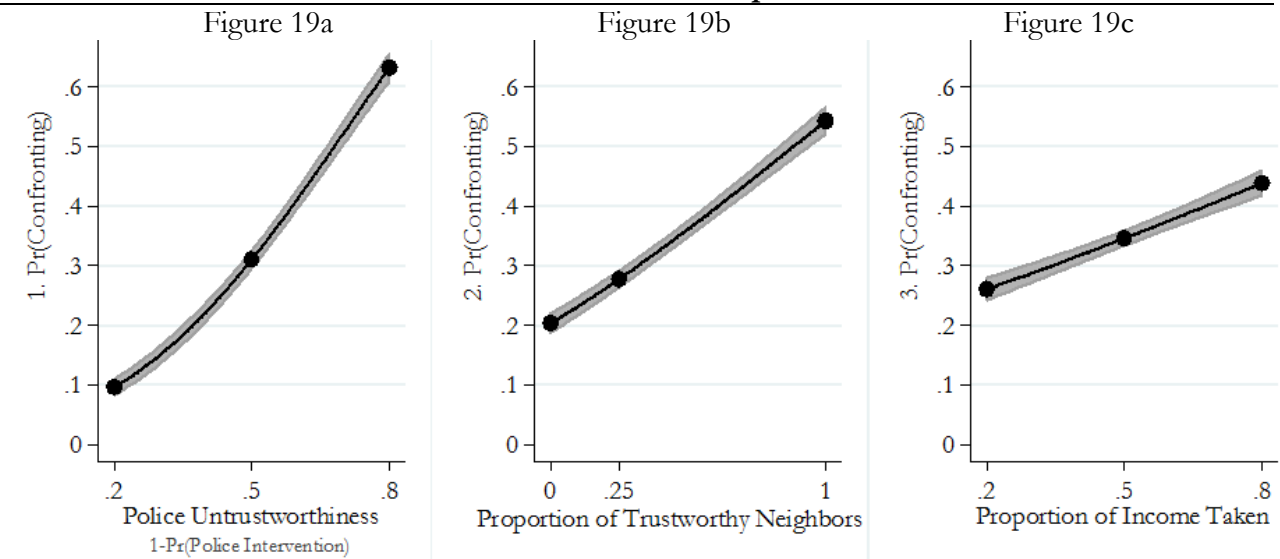 Figure 19a
1. Pr(Confronting)
.6
.5
.4
.3
.2
.1
0
.2 .5 .8
Police Untrustworthiness
1-Pr(Police Intervention)
Figure 19b
2. Pr(Confronting)
.6
.5
.4
.3
.2
.1
0
0 .25 1
Proportion of Trustworthy Neighbors
Figure 19c
3. Pr(Confronting)
.6
.5
.4
.3
.2
.1
0
.2 .5 .8
Proportion of Income Taken